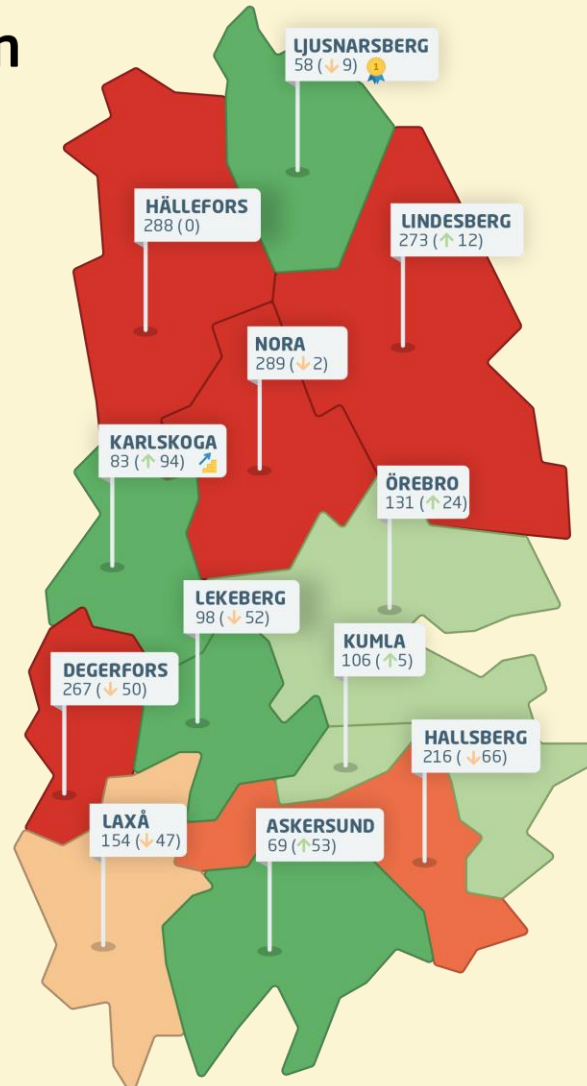 n
LJUSNARSBERG
58 (↓ 9) 1
HÄLLEFORS
288 (0)
LINDESBERG
273 (↑ 12)
NORA
289 (↓ 2)
KARLSKOGA
83 (↑ 94)
ÖREBRO
131 (↑ 24)
LEKEBERG
98 (↓ 52)
KUMLA
106 (↑5)
DEGERFORS
267 (↓ 50)
HALLSBERG
216 (↓66)
LAXÅ
154 (↓47)
ASKERSUND
69 (↑53)